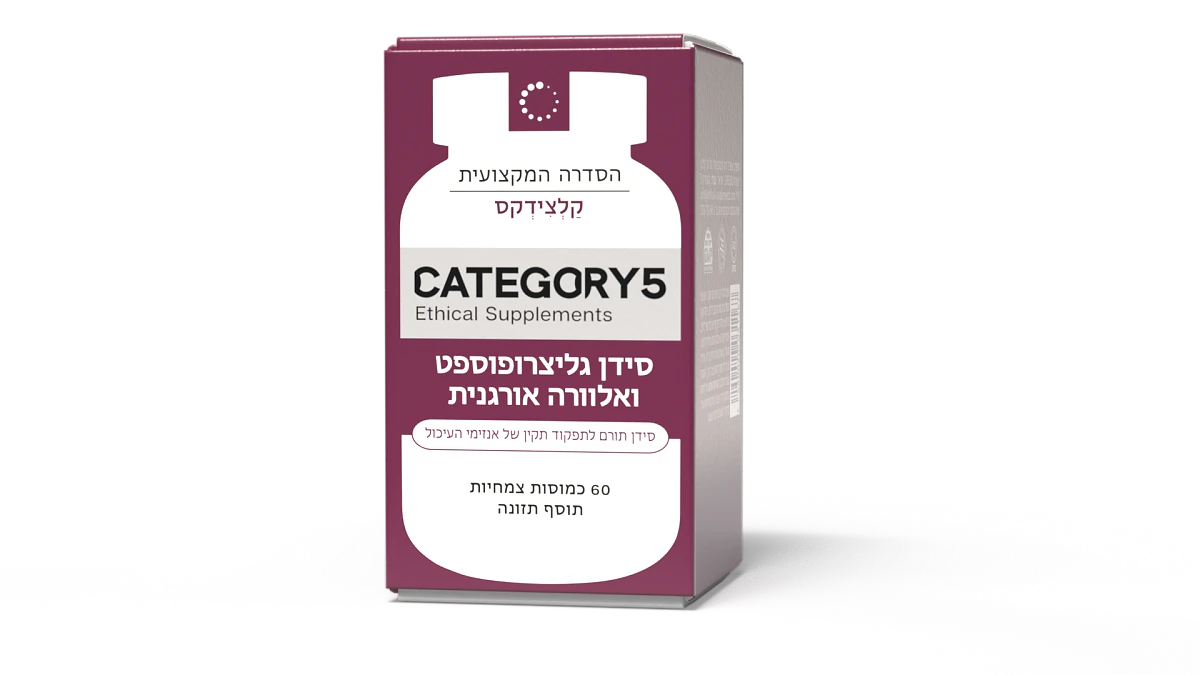 הסדרה המקצועית
קַלְצִידְקס
CATEGORY5
Ethical Supplements
סידן גליצרופוספט
ואלוורה אורגנית
סידן תורם לתפקוד תקין של אנזימי העיכול
60 כמוסות צמחיות
תוסף תזונה